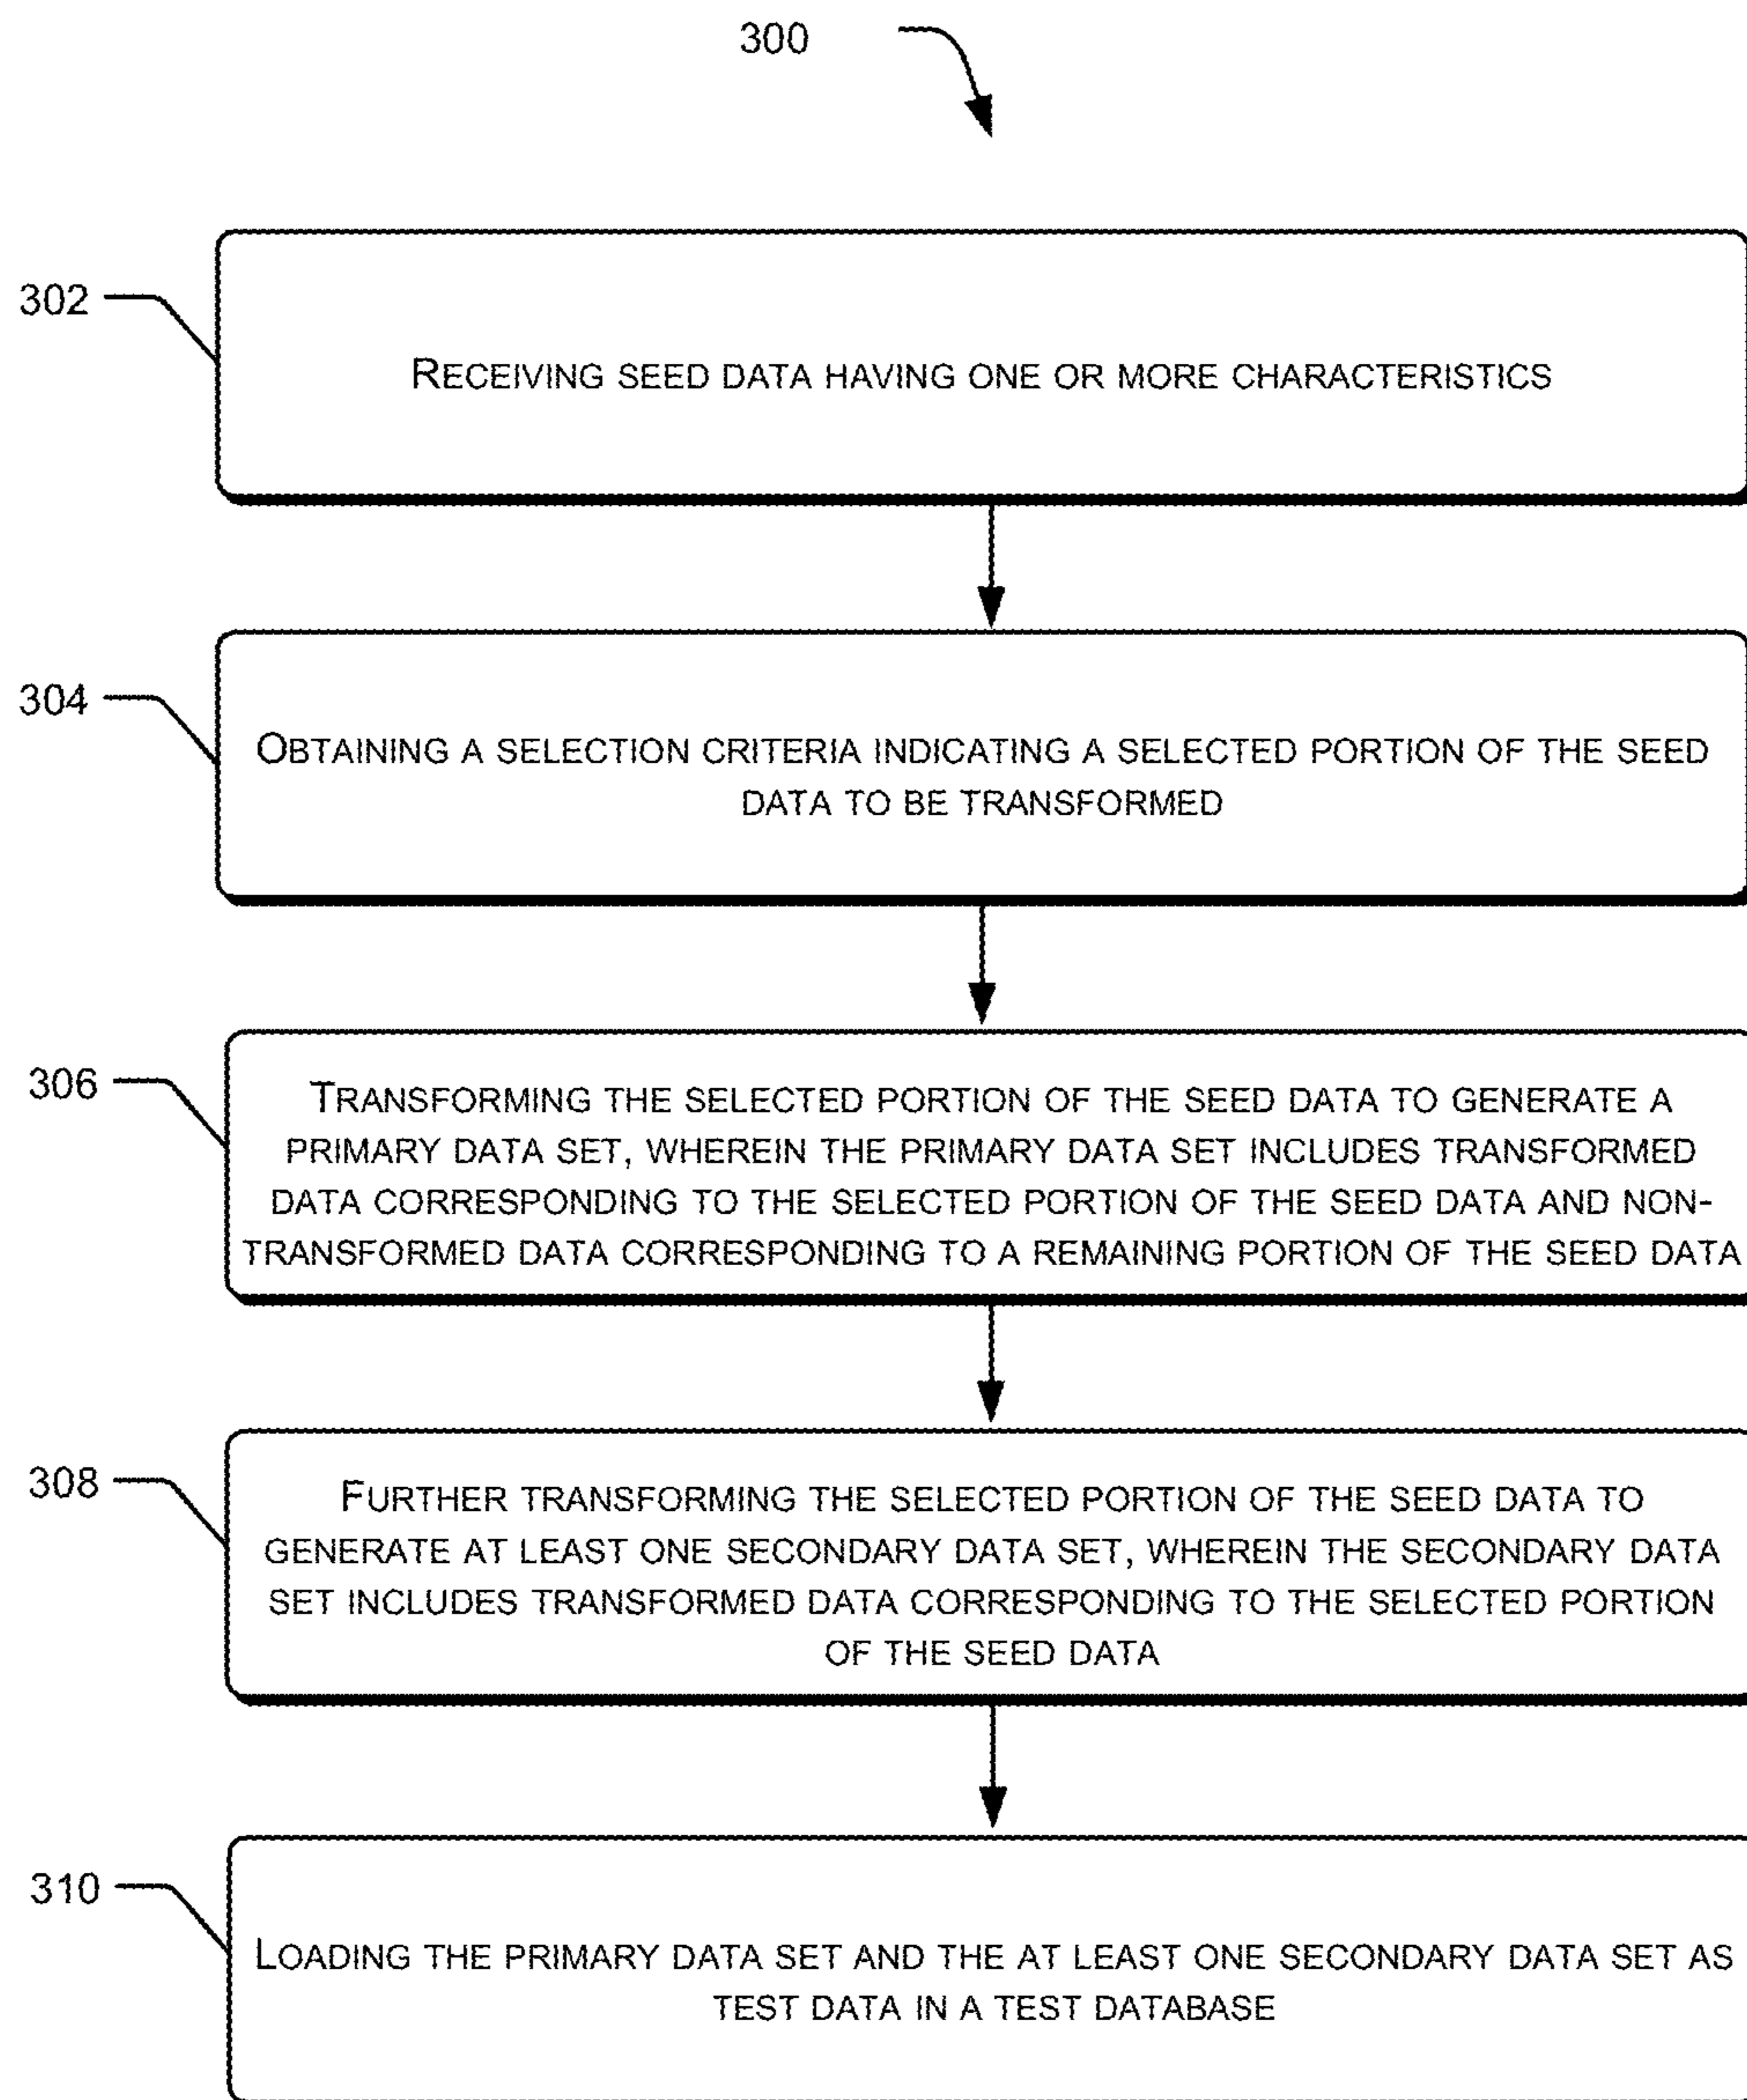 300
302
RECEIVING SEED DATA HAVING ONE OR MORE CHARACTERISTICS
304
OBTAINING A SELECTION CRITERIA INDICATING A SELECTED PORTION OF THE SEED
DATA TO BE TRANSFORMED
306
TRANSFORMING THE SELECTED PORTION OF THE SEED DATA TO GENERATE A
PRIMARY DATA SET, WHEREIN THE PRIMARY DATA SET INCLUDES TRANSFORMED
DATA CORRESPONDING TO THE SELECTED PORTION OF THE SEED DATA AND NON-
TRANSFORMED DATA CORRESPONDING TO A REMAINING PORTION OF THE SEED DATA
308
FURTHER TRANSFORMING THE SELECTED PORTION OF THE SEED DATA TO
GENERATE AT LEAST ONE SECONDARY DATA SET, WHEREIN THE SECONDARY DATA
SET INCLUDES TRANSFORMED DATA CORRESPONDING TO THE SELECTED PORTION
OF THE SEED DATA
310
LOADING THE PRIMARY DATA SET AND THE AT LEAST ONE SECONDARY DATA SET AS
TEST DATA IN A TEST DATABASE